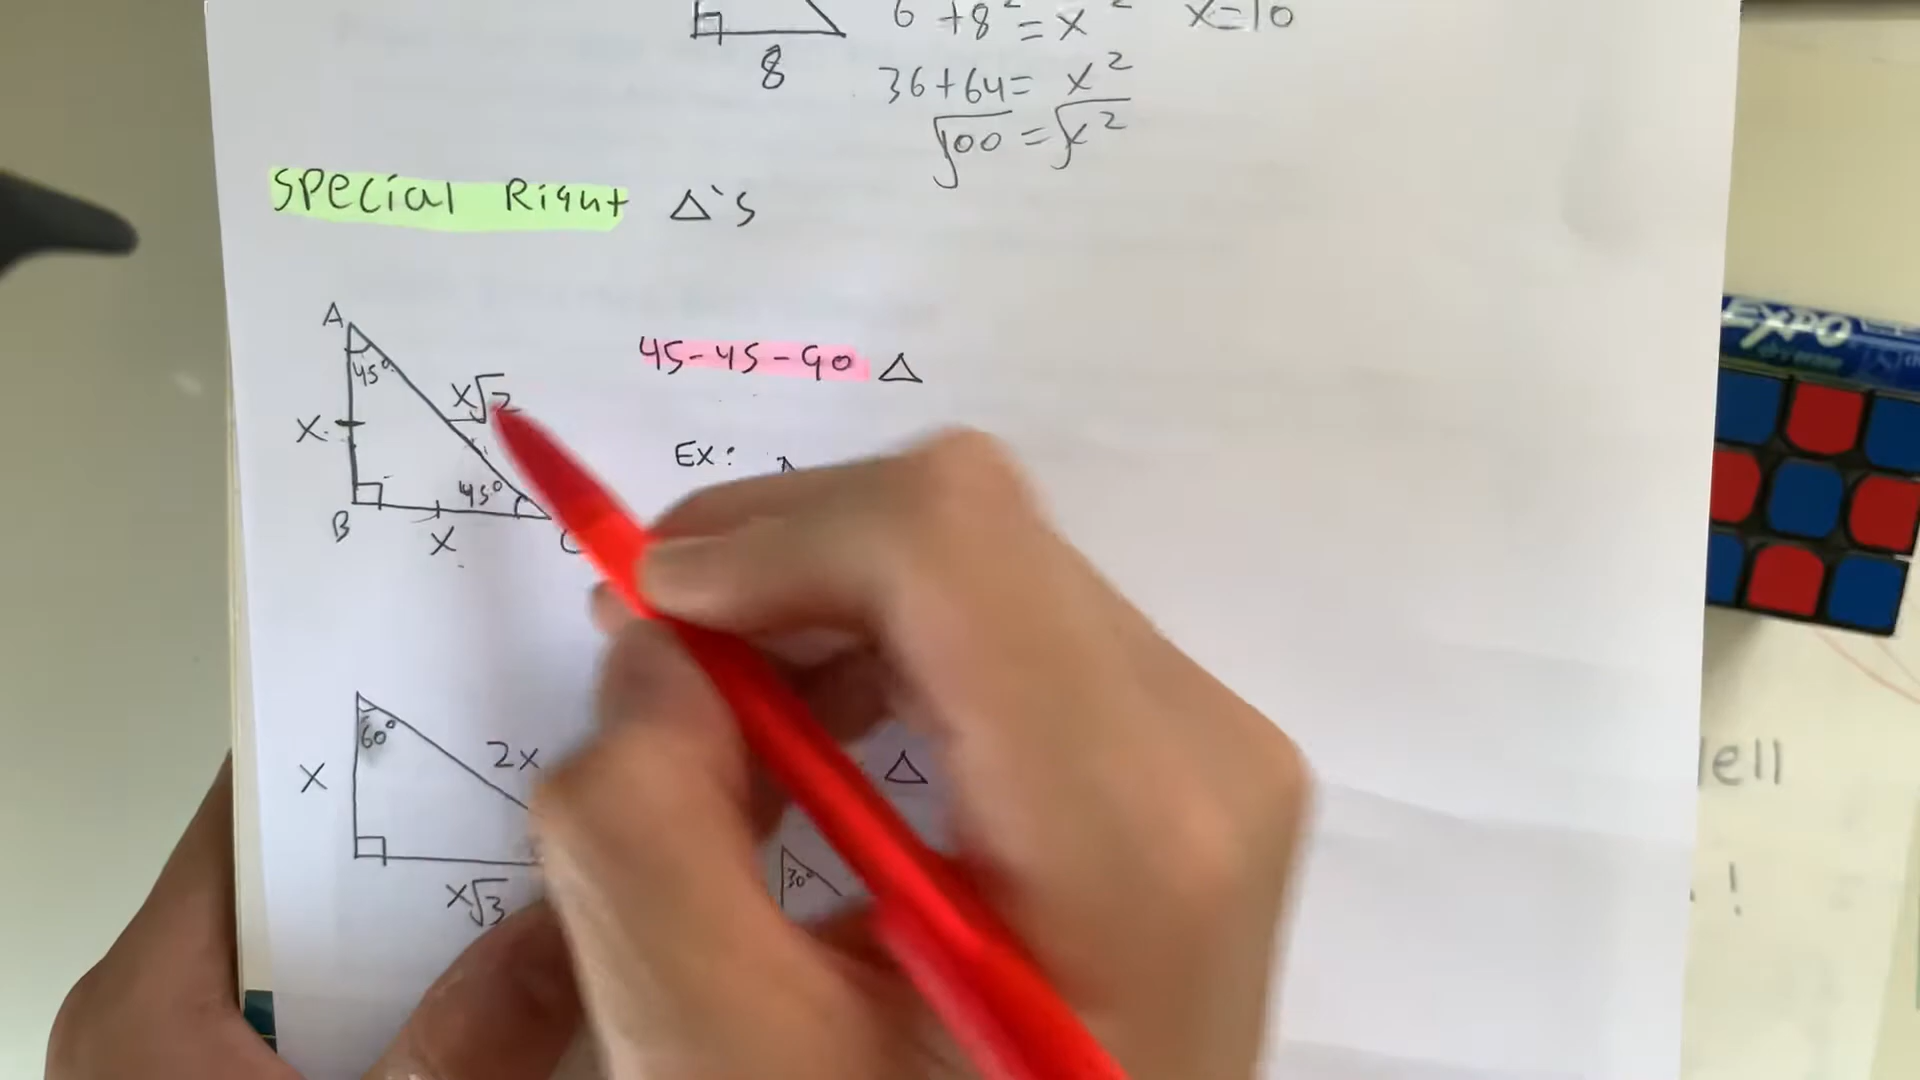 6 +8² = x² x=10
8
36+64= x²
√100 = √x²
Special Right Δ's
A
45-45-90 Δ
45°
x√2
X
Ex:
45°
B
X
C
60°
2x
Δ
X
30°
x√3
EXPO
ell
!